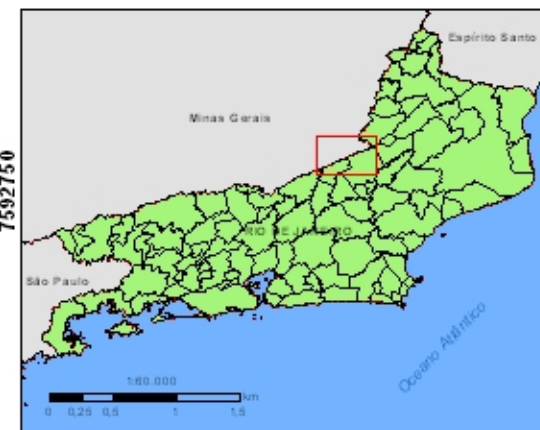 Espírito Santo
Minas Gerais
7592750
RIO DE JANEIRO
São Paulo
Oceano Atlântico
1:60.000
km
0 0,25 0,5 1 1,5